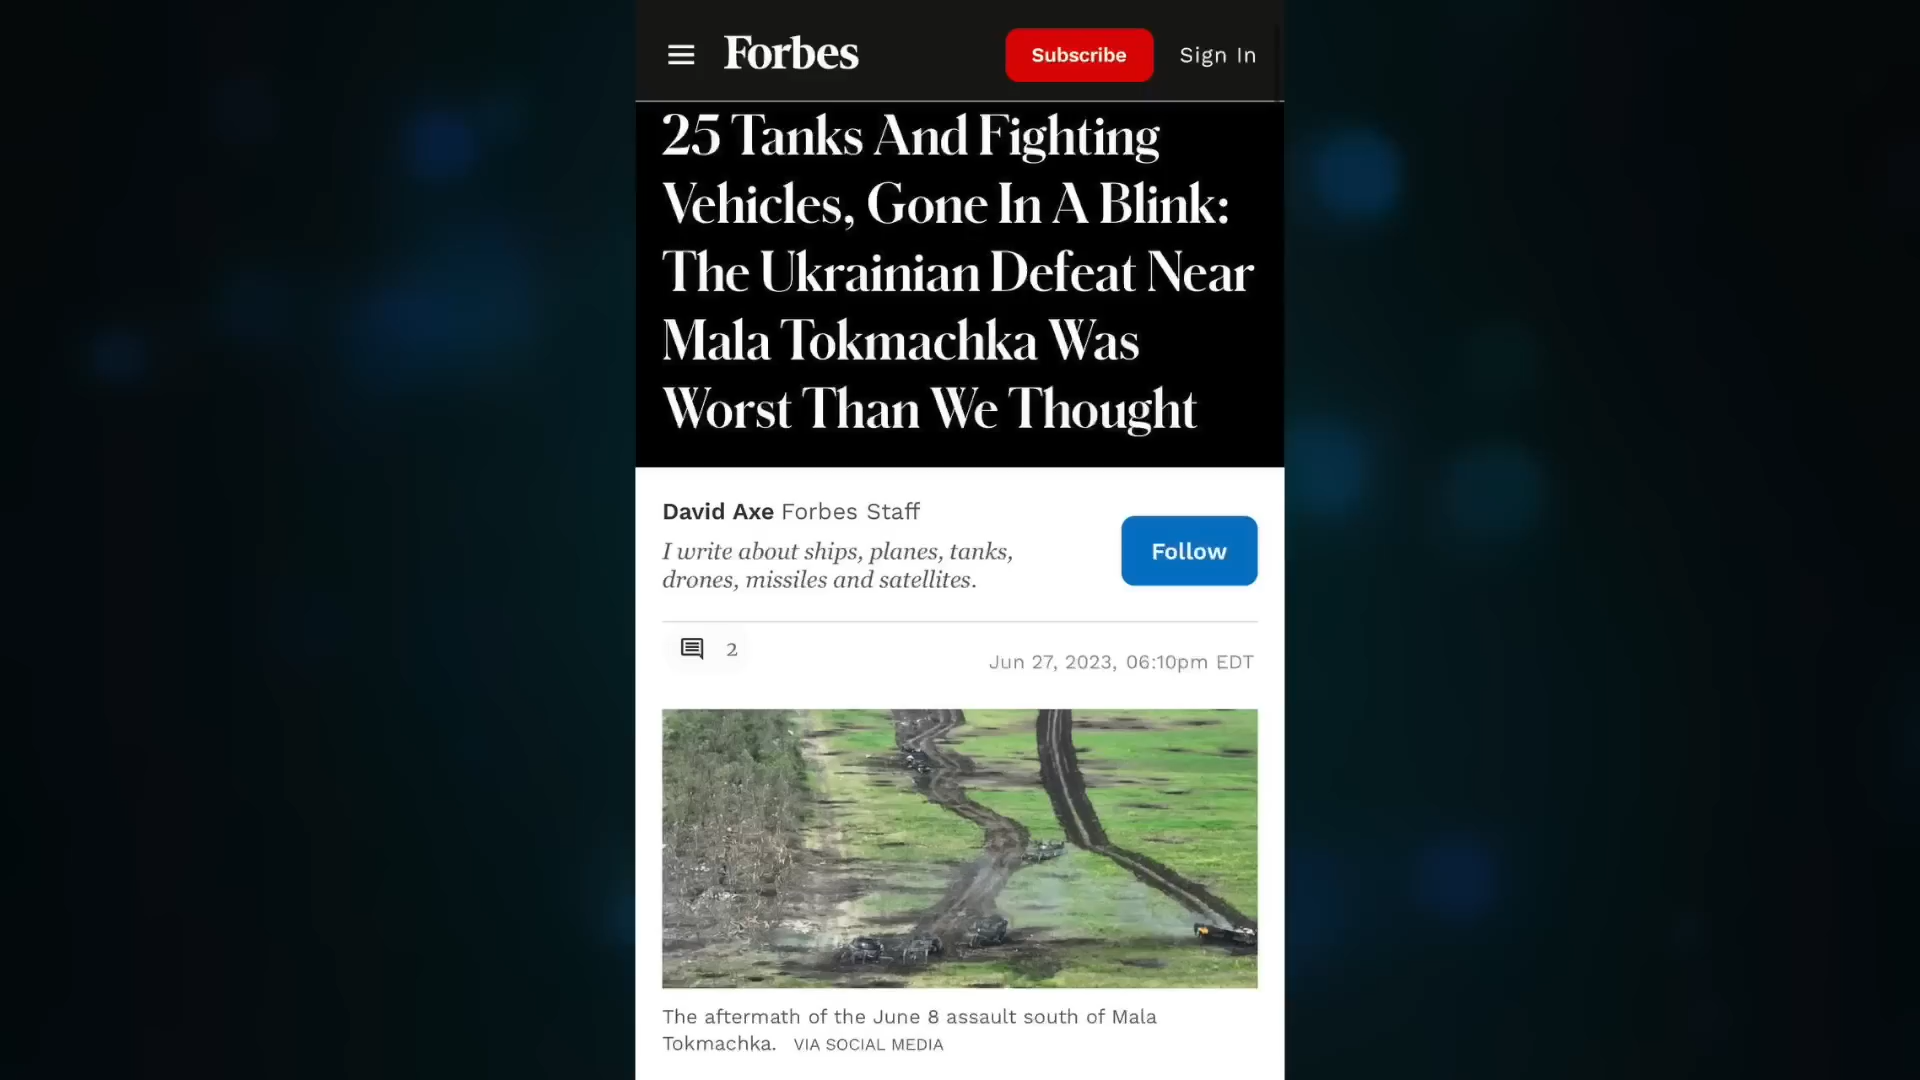 Forbes
Subscribe
Sign In
25 Tanks And Fighting
Vehicles, Gone In A Blink:
The Ukrainian Defeat Near
Mala Tokmachka Was
Worst Than We Thought
David Axe Forbes Staff
I write about ships, planes, tanks,
drones, missiles and satellites.
Follow
2
Jun 27, 2023, 06:10pm EDT
The aftermath of the June 8 assault south of Mala
Tokmachka. VIA SOCIAL MEDIA